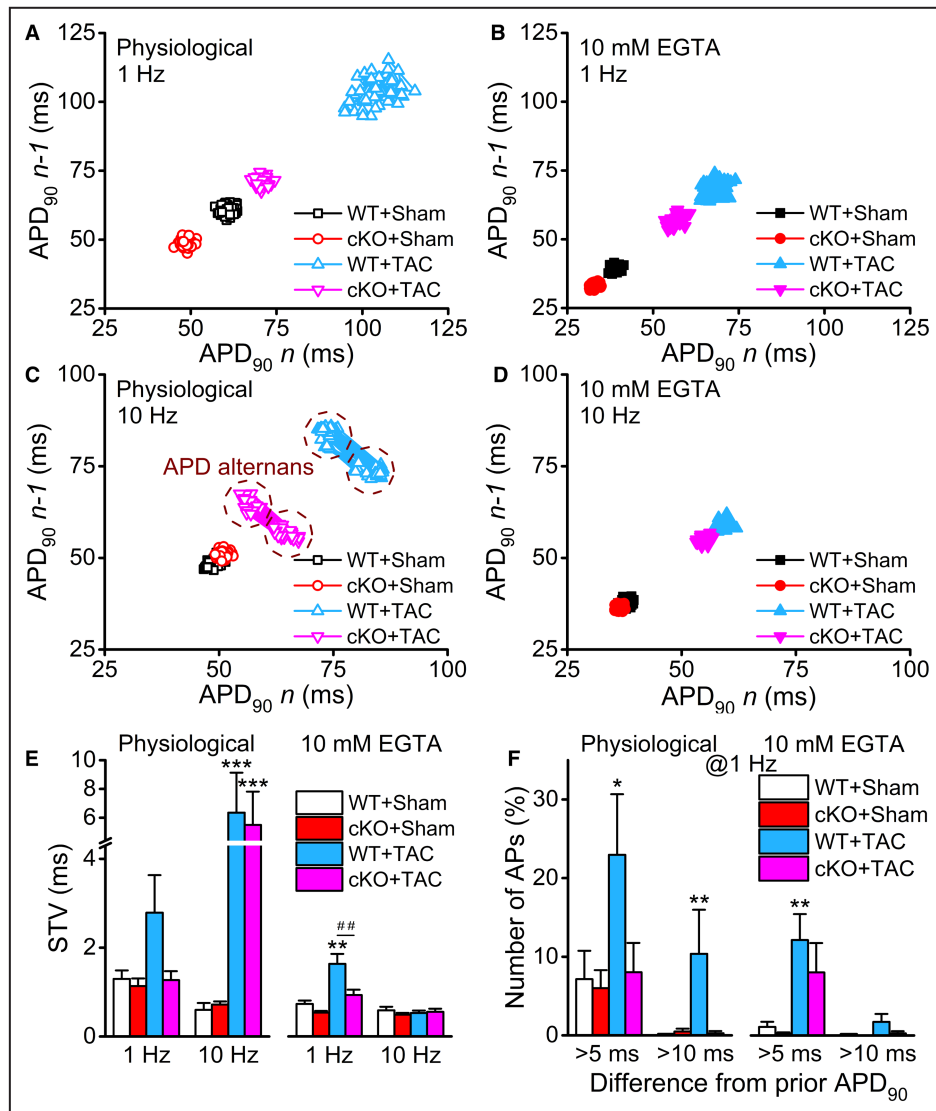 A
Physiological
1 Hz
125
100
75
50
25
APD90 n-1 (ms)
WT+Sham
cKO+Sham
WT+TAC
cKO+TAC
25 50 75 100 125
APD90 n (ms)
B
10 mM EGTA
1 Hz
125
100
75
50
25
APD90 n-1 (ms)
WT+Sham
cKO+Sham
WT+TAC
cKO+TAC
25 50 75 100 125
APD90 n (ms)
C
Physiological
10 Hz
100
75
50
25
APD90 n-1 (ms)
APD alternans
WT+Sham
cKO+Sham
WT+TAC
cKO+TAC
25 50 75 100
APD90 n (ms)
D
10 mM EGTA
10 Hz
100
75
50
25
APD90 n-1 (ms)
WT+Sham
cKO+Sham
WT+TAC
cKO+TAC
25 50 75 100
APD90 n (ms)
E
Physiological 10 mM EGTA
10
8
6
4
2
0
STV (ms)
***
***
WT+Sham
cKO+Sham
WT+TAC
cKO+TAC
##
**
1 Hz 10 Hz 1 Hz 10 Hz
F
Physiological 10 mM EGTA
@1 Hz
30
20
10
0
Number of APs (%)
*
**
**
WT+Sham
cKO+Sham
WT+TAC
cKO+TAC
>5 ms >10 ms >5 ms >10 ms
Difference from prior APD90